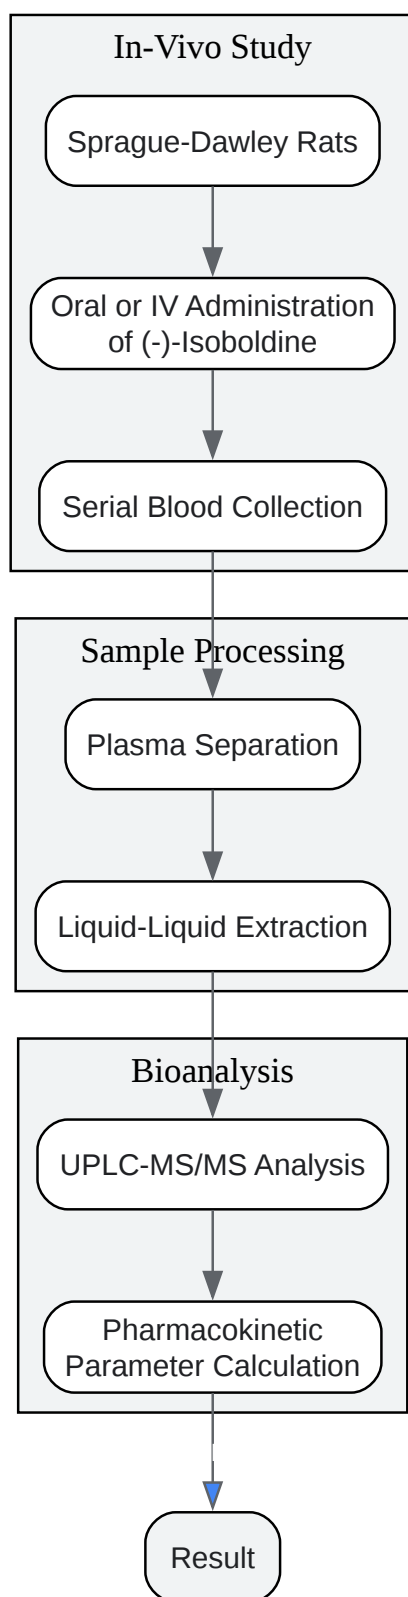 In-Vivo Study
Sprague-Dawley Rats
Oral or IV Administration
of (-)-Isoboldine
Serial Blood Collection
Sample Processing
Plasma Separation
Liquid-Liquid Extraction
Bioanalysis
UPLC-MS/MS Analysis
Pharmacokinetic
Parameter Calculation
Result